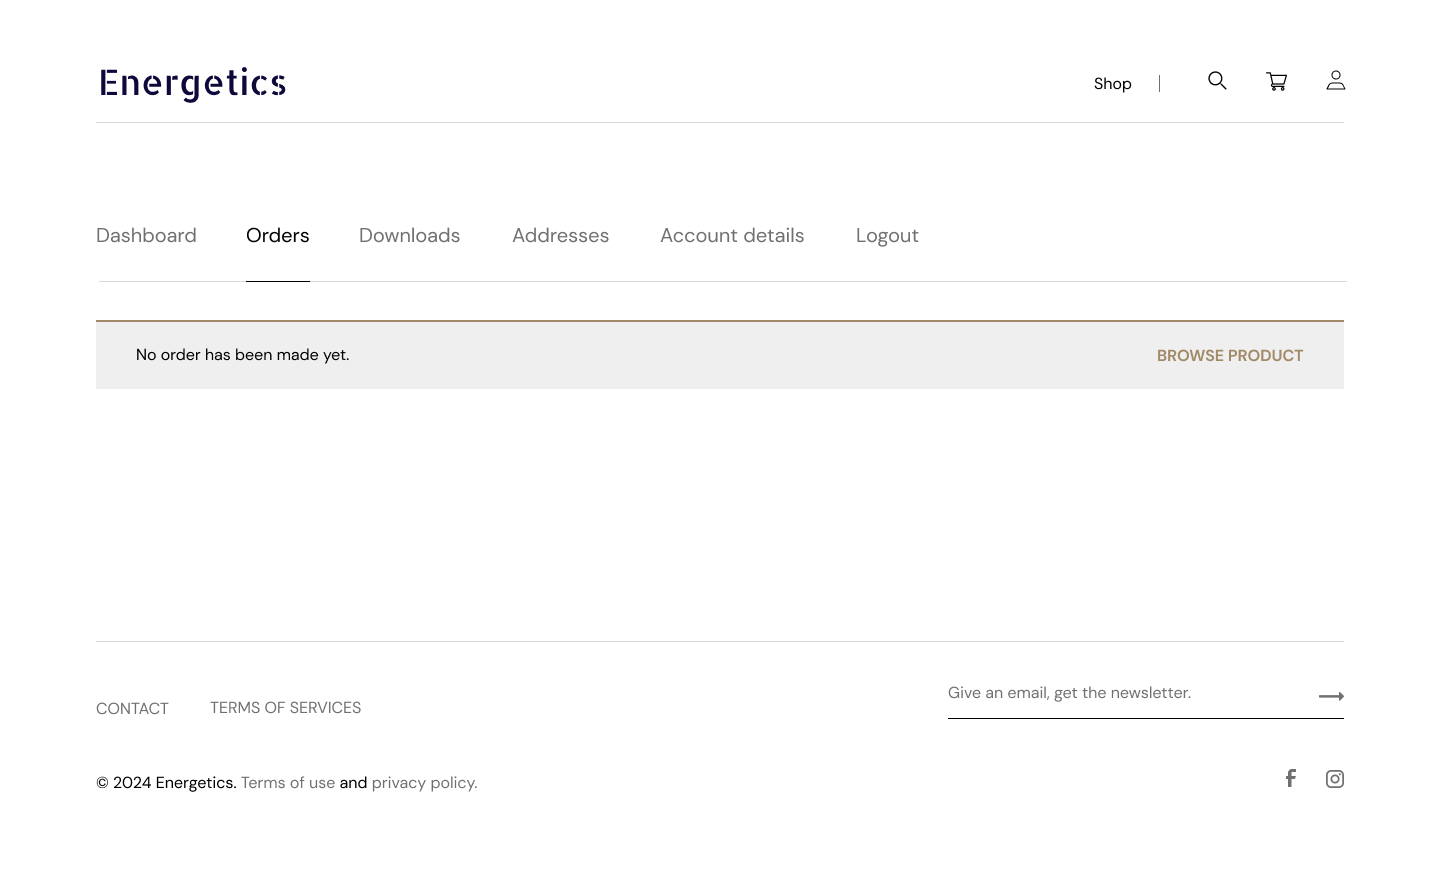 Energetics
Shop
Dashboard Orders Downloads Addresses Account details Logout
No order has been made yet. BROWSE PRODUCT
CONTACT TERMS OF SERVICES Give an email, get the newsletter.
© 2024 Energetics. Terms of use and privacy policy.